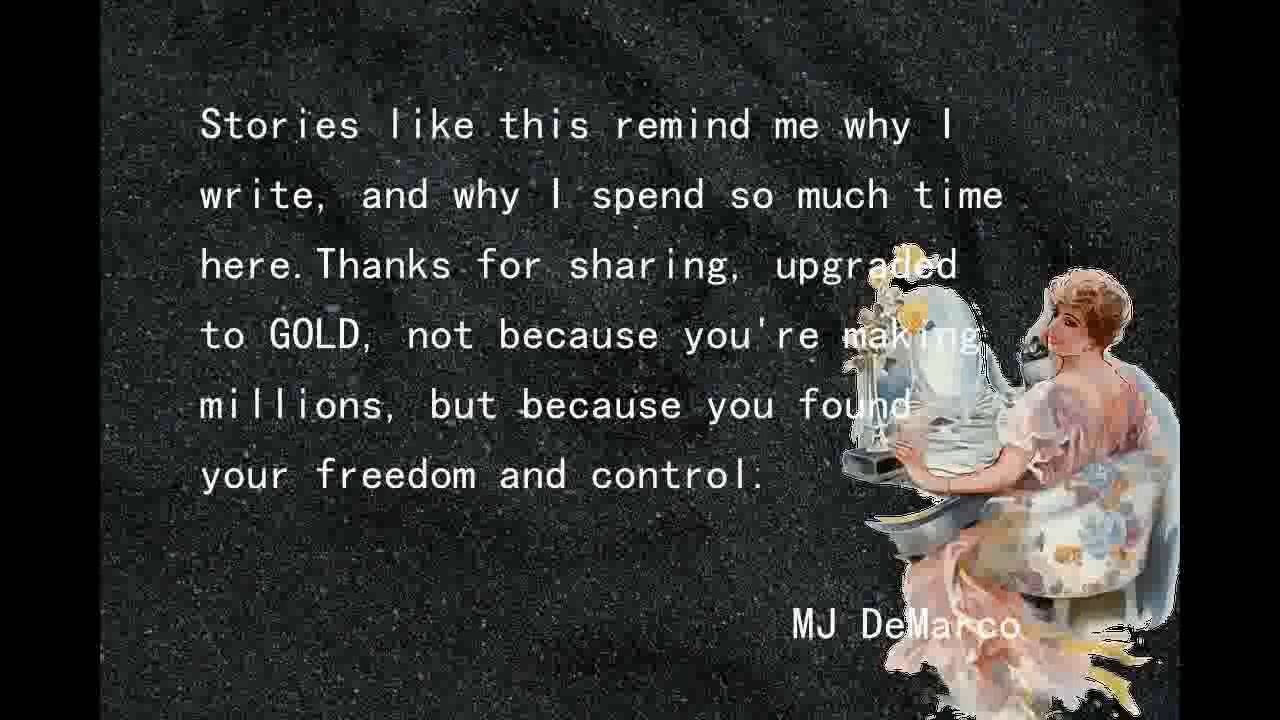 Stories like this remind me why I
write, and why I spend so much time
here.Thanks for sharing, upgraded
to GOLD, not because you're making
millions, but because you found
your freedom and control.
MJ DeMarco